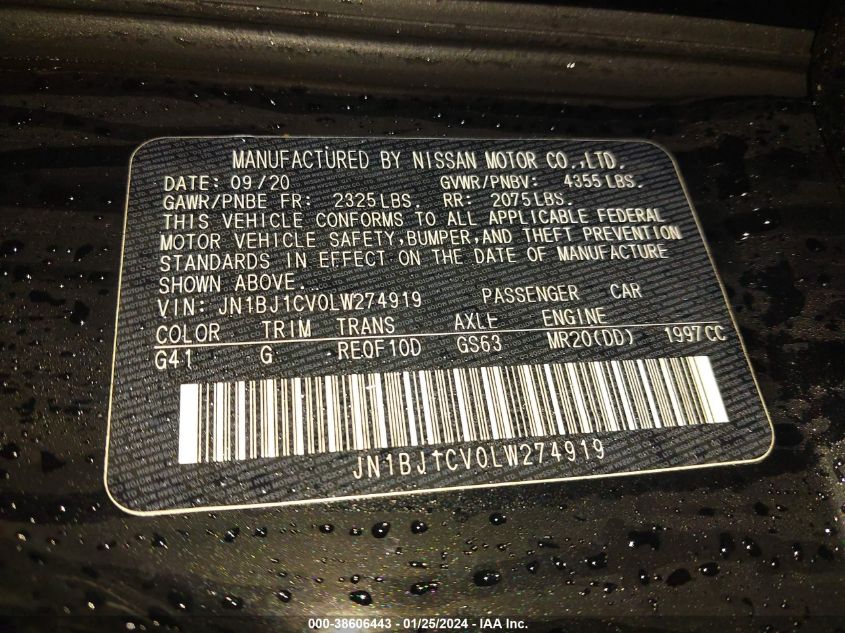 MANUFACTURED BY NISSAN MOTOR CO.,LTD.
DATE: 09/20 GVWR/PNBV: 4355 LBS.
GAWR/PNBE FR: 2325 LBS. RR: 2075 LBS.
THIS VEHICLE CONFORMS TO ALL APPLICABLE FEDERAL
MOTOR VEHICLE SAFETY, BUMPER, AND THEFT PREVENTION
STANDARDS IN EFFECT ON THE DATE OF MANUFACTURE
SHOWN ABOVE.
VIN: JN1BJ1CV0LW274919 PASSENGER CAR
COLOR TRIM TRANS AXLE ENGINE
G41 G RE0F10D GS63 MR20(DD) 1997 CC
JN1BJ1CV0LW274919
000-38606443 - 01/25/2024 - IAA Inc.